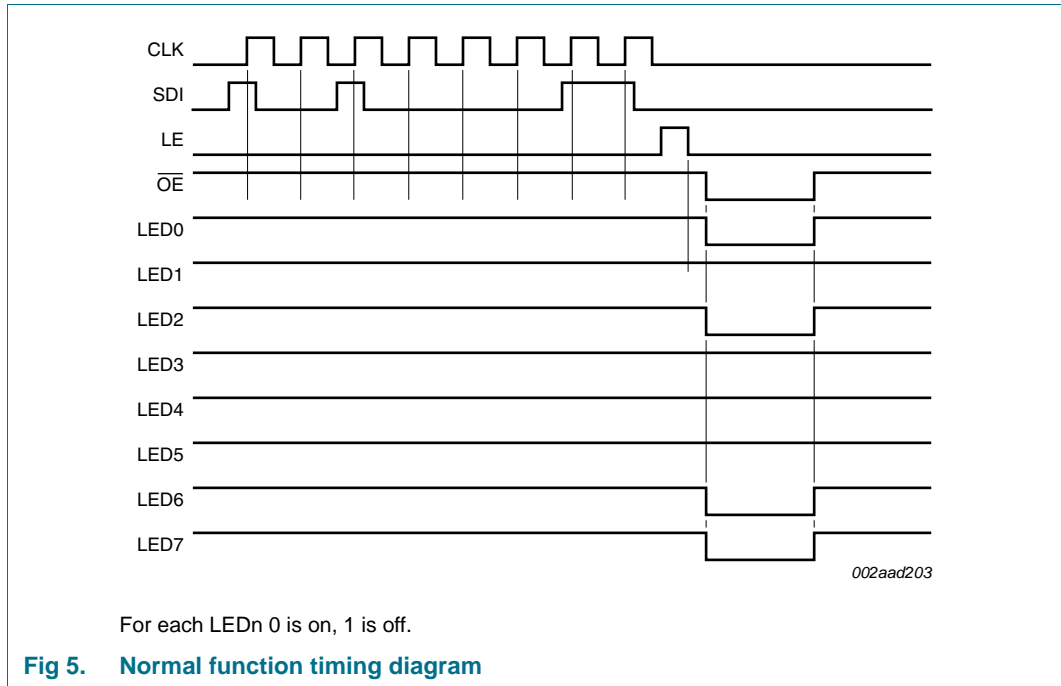 CLK
SDI
LE
OE
LED0
LED1
LED2
LED3
LED4
LED5
LED6
LED7
002aad203
For each LEDn 0 is on, 1 is off.
Fig 5. Normal function timing diagram